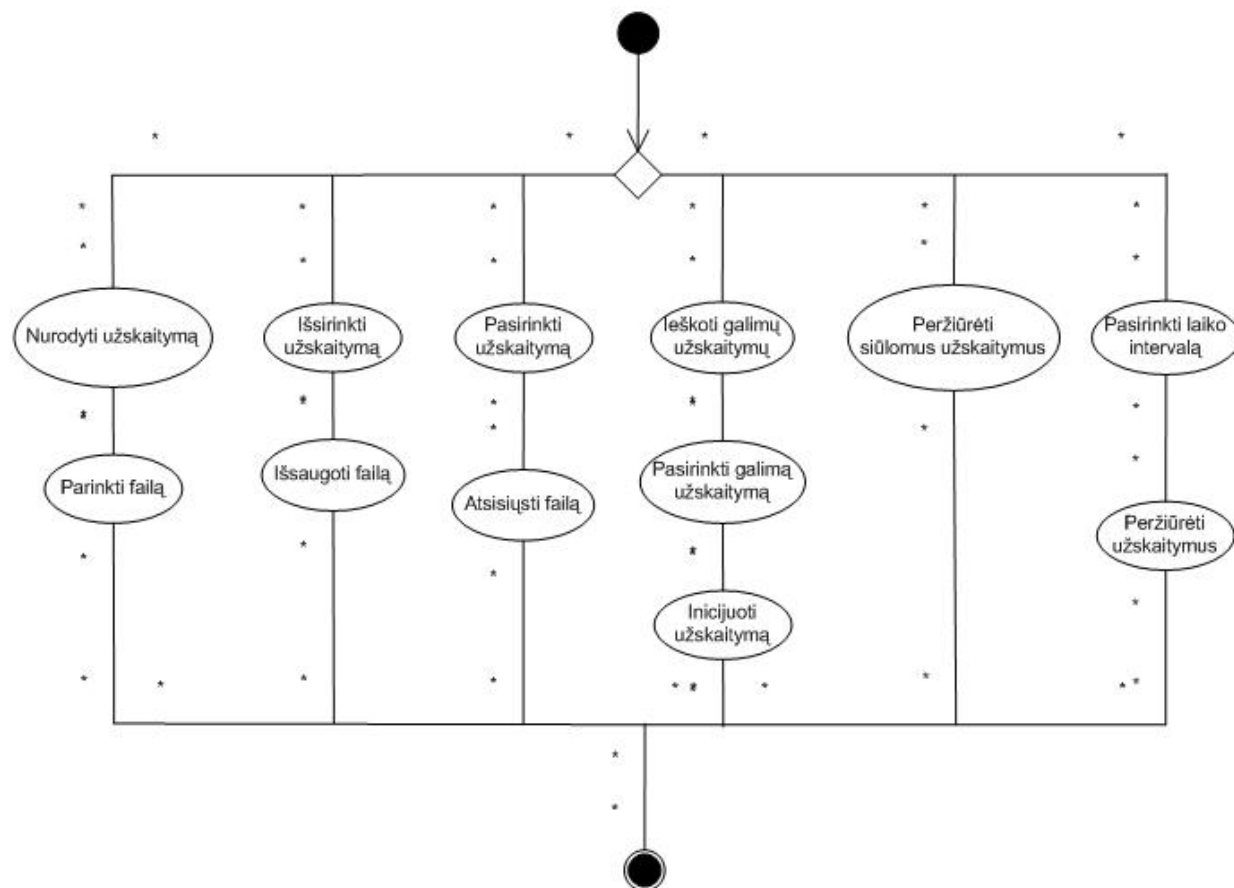 Nurodyti užskaitymą
Išsirinkti
užskaitymą
Pasirinkti
užskaitymą
Ieškoti galimų
užskaitymų
Peržiūrėti
siūlomus užskaitymus
Pasirinkti laiko
intervalą
Parinkti failą
Išsaugoti failą
Atsisiųsti failą
Pasirinkti galimą
užskaitymą
Peržiūrėti
užskaitymus
Inicijuoti
užskaitymą